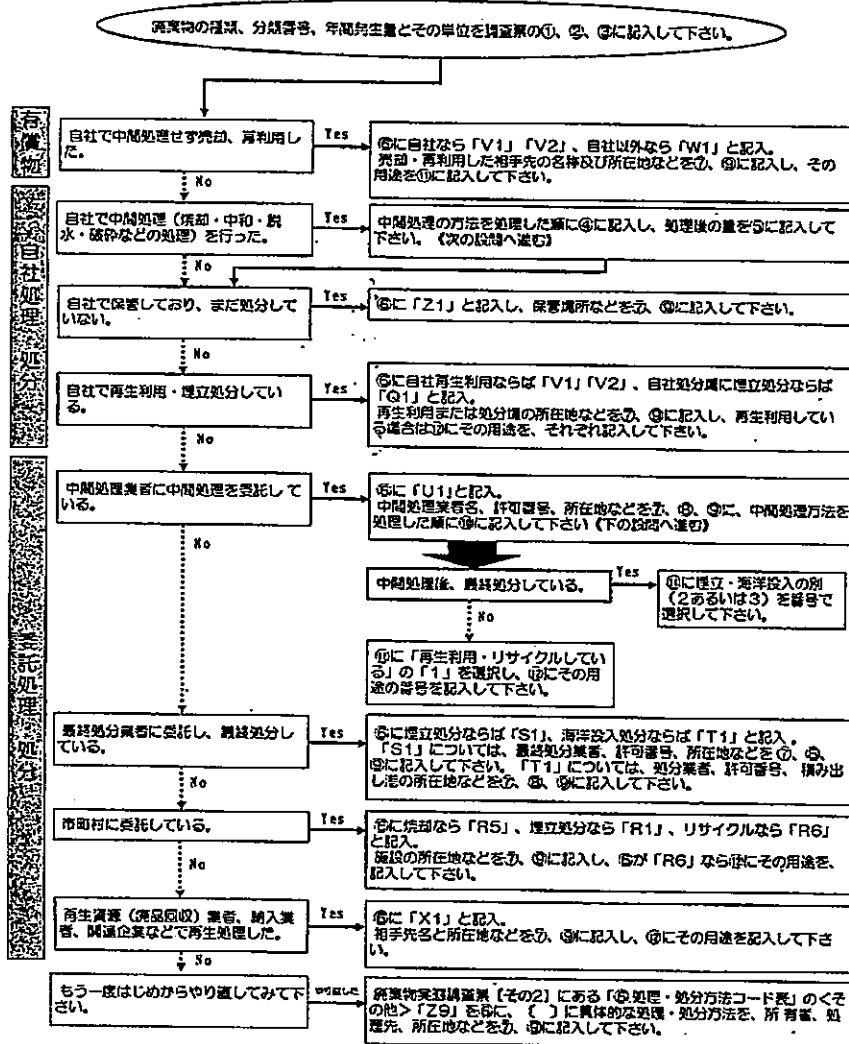 廃棄物の種類、分類番号、年間発生量とその単位を調査票の①、②、③に記入して下さい。
有償物
自社で中間処理せず売却、再利用し
た。
Yes
⑥に自社なら「V1」「V2」、自社以外なら「W1」と記入。
売却・再利用した相手先の名称及び所在地などを⑦、⑨に記入し、その
用途を⑪に記入して下さい。
No
自社処理・処分
自社で中間処理(焼却・中和・脱
水・破砕などの処理)を行った。
Yes
中間処理の方法を処理した順に④に記入し、処理後の量を⑤に記入して
下さい。《次の設問へ進む》
No
自社で保管しており、まだ処分して
いない。
Yes
⑥に「Z1」と記入し、保管場所などを⑦、⑨に記入して下さい。
No
自社で再生利用・埋立処分してい
る。
Yes
⑥に自社再生利用ならば「V1」「V2」、自社処分場に埋立処分ならば
「Q1」と記入。
再生利用または処分場の所在地などを⑦、⑨に記入し、再生利用してい
る場合は⑫にその用途を、それぞれ記入して下さい。
No
委託処理・処分
中間処理業者に中間処理を委託して
いる。
Yes
⑥に「U1」と記入。
中間処理業者名、許可番号、所在地などを⑦、⑧、⑨に、中間処理方法を
処理した順に⑩に記入して下さい《下の設問へ進む》
No
中間処理後、最終処分している。
Yes
⑪に埋立・海洋投入の別
(2あるいは3)を番号で
選択して下さい。
No
⑪に「再生利用・リサイクルしてい
る」の「1」を選択し、⑫にその用
途の番号を記入して下さい。
最終処分業者に委託し、最終処分し
ている。
Yes
⑥に埋立処分ならば「S1」、海洋投入処分ならば「T1」と記入。
「S1」については、最終処分業者、許可番号、所在地などを⑦、⑧、
⑨に記入して下さい。「T1」については、処分業者、許可番号、積み出
し港の所在地などを⑦、⑧、⑨に記入して下さい。
No
市町村に委託している。
Yes
⑥に焼却なら「R5」、埋立処分なら「R1」、リサイクルなら「R6」
と記入。
施設の所在地などを⑦、⑨に記入し、⑥が「R6」なら⑫にその用途を、
記入して下さい。
No
再生資源(廃品回収)業者、納入業
者、関連企業などで再生処理した。
Yes
⑥に「X1」と記入。
相手先名と所在地などを⑦、⑨に記入し、⑫にその用途を記入して下さ
い。
No
もう一度はじめからやり直してみて下
さい。
やり直した
廃棄物実態調査票[その2]にある「⑥処理・処分方法コード表」の<そ
の他>「Z9」を⑥に、( )に具体的な処理・処分方法を、所有者、処
理先、所在地などを⑦、⑨に記入して下さい。